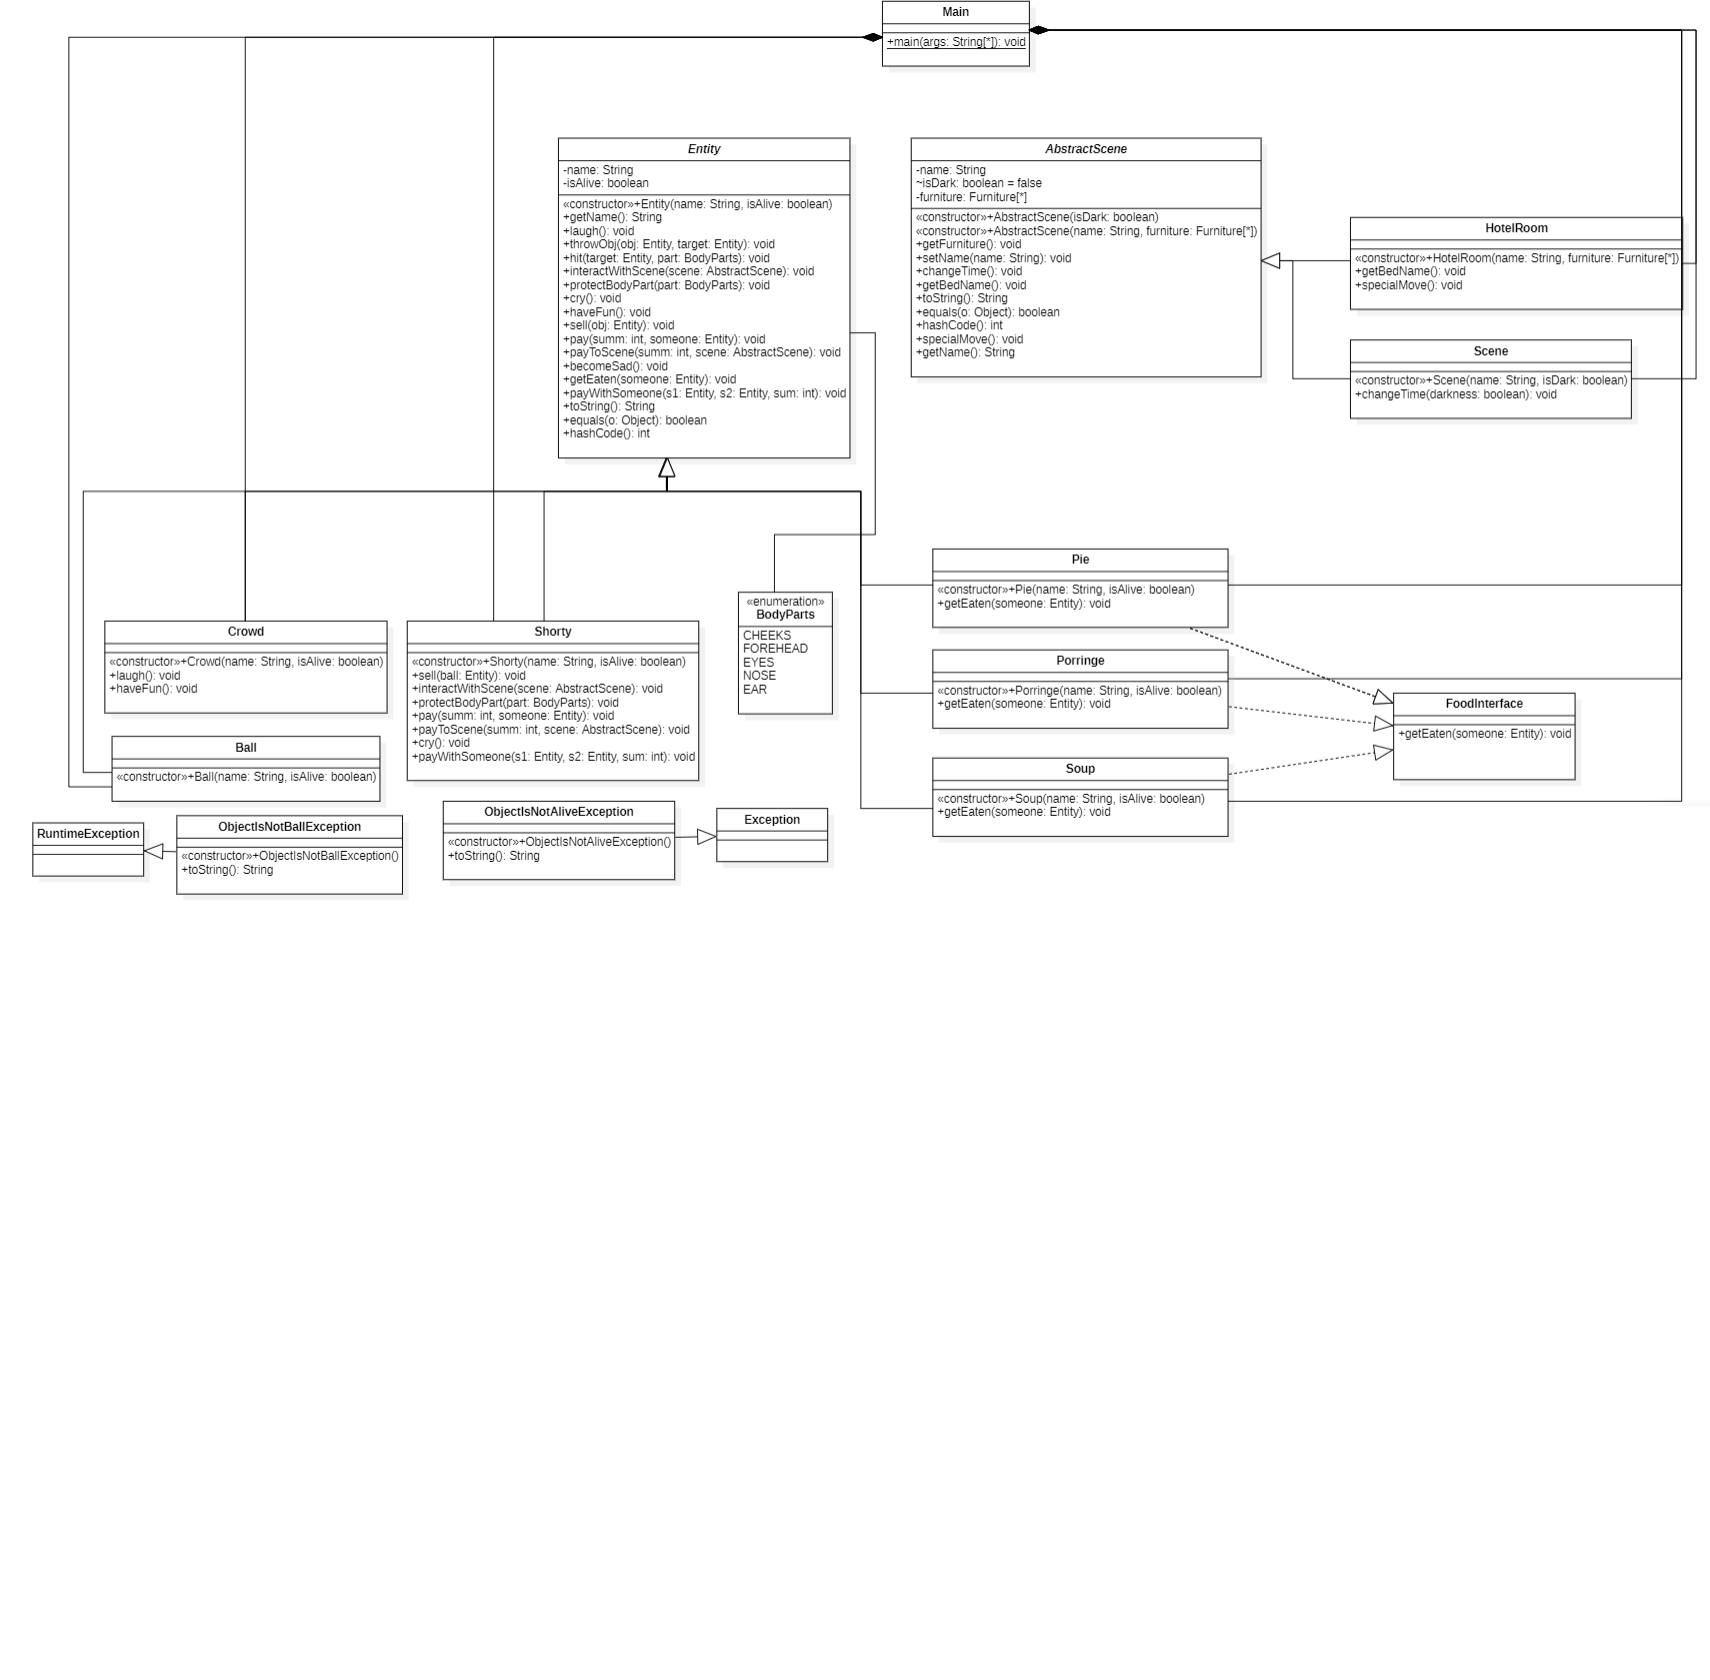 Main
+main(args: String[*]): void
Entity
-name: String
-isAlive: boolean
«constructor»+Entity(name: String, isAlive: boolean)
+getName(): String
+laugh(): void
+throwObj(obj: Entity, target: Entity): void
+hit(target: Entity, part: BodyParts): void
+interactWithScene(scene: AbstractScene): void
+protectBodyPart(part: BodyParts): void
+cry(): void
+haveFun(): void
+sell(obj: Entity): void
+pay(summ: int, someone: Entity): void
+payToScene(summ: int, scene: AbstractScene): void
+becomeSad(): void
+getEaten(someone: Entity): void
+payWithSomeone(s1: Entity, s2: Entity, sum: int): void
+toString(): String
+equals(o: Object): boolean
+hashCode(): int
AbstractScene
-name: String
~isDark: boolean = false
-furniture: Furniture[*]
«constructor»+AbstractScene(isDark: boolean)
«constructor»+AbstractScene(name: String, furniture: Furniture[*])
+getFurniture(): void
+setName(name: String): void
+changeTime(): void
+getBedName(): void
+toString(): String
+equals(o: Object): boolean
+hashCode(): int
+specialMove(): void
+getName(): String
HotelRoom
«constructor»+HotelRoom(name: String, furniture: Furniture[*])
+getBedName(): void
+specialMove(): void
Scene
«constructor»+Scene(name: String, isDark: boolean)
+changeTime(darkness: boolean): void
Crowd
«constructor»+Crowd(name: String, isAlive: boolean)
+laugh(): void
+haveFun(): void
Shorty
«constructor»+Shorty(name: String, isAlive: boolean)
+sell(ball: Entity): void
+interactWithScene(scene: AbstractScene): void
+protectBodyPart(part: BodyParts): void
+pay(summ: int, someone: Entity): void
+payToScene(summ: int, scene: AbstractScene): void
+cry(): void
+payWithSomeone(s1: Entity, s2: Entity, sum: int): void
«enumeration»
BodyParts
CHEEKS
FOREHEAD
EYES
NOSE
EAR
Pie
«constructor»+Pie(name: String, isAlive: boolean)
+getEaten(someone: Entity): void
Porringe
«constructor»+Porringe(name: String, isAlive: boolean)
+getEaten(someone: Entity): void
Soup
«constructor»+Soup(name: String, isAlive: boolean)
+getEaten(someone: Entity): void
FoodInterface
+getEaten(someone: Entity): void
Ball
«constructor»+Ball(name: String, isAlive: boolean)
RuntimeException
ObjectIsNotBallException
«constructor»+ObjectIsNotBallException()
+toString(): String
ObjectIsNotAliveException
«constructor»+ObjectIsNotAliveException()
+toString(): String
Exception